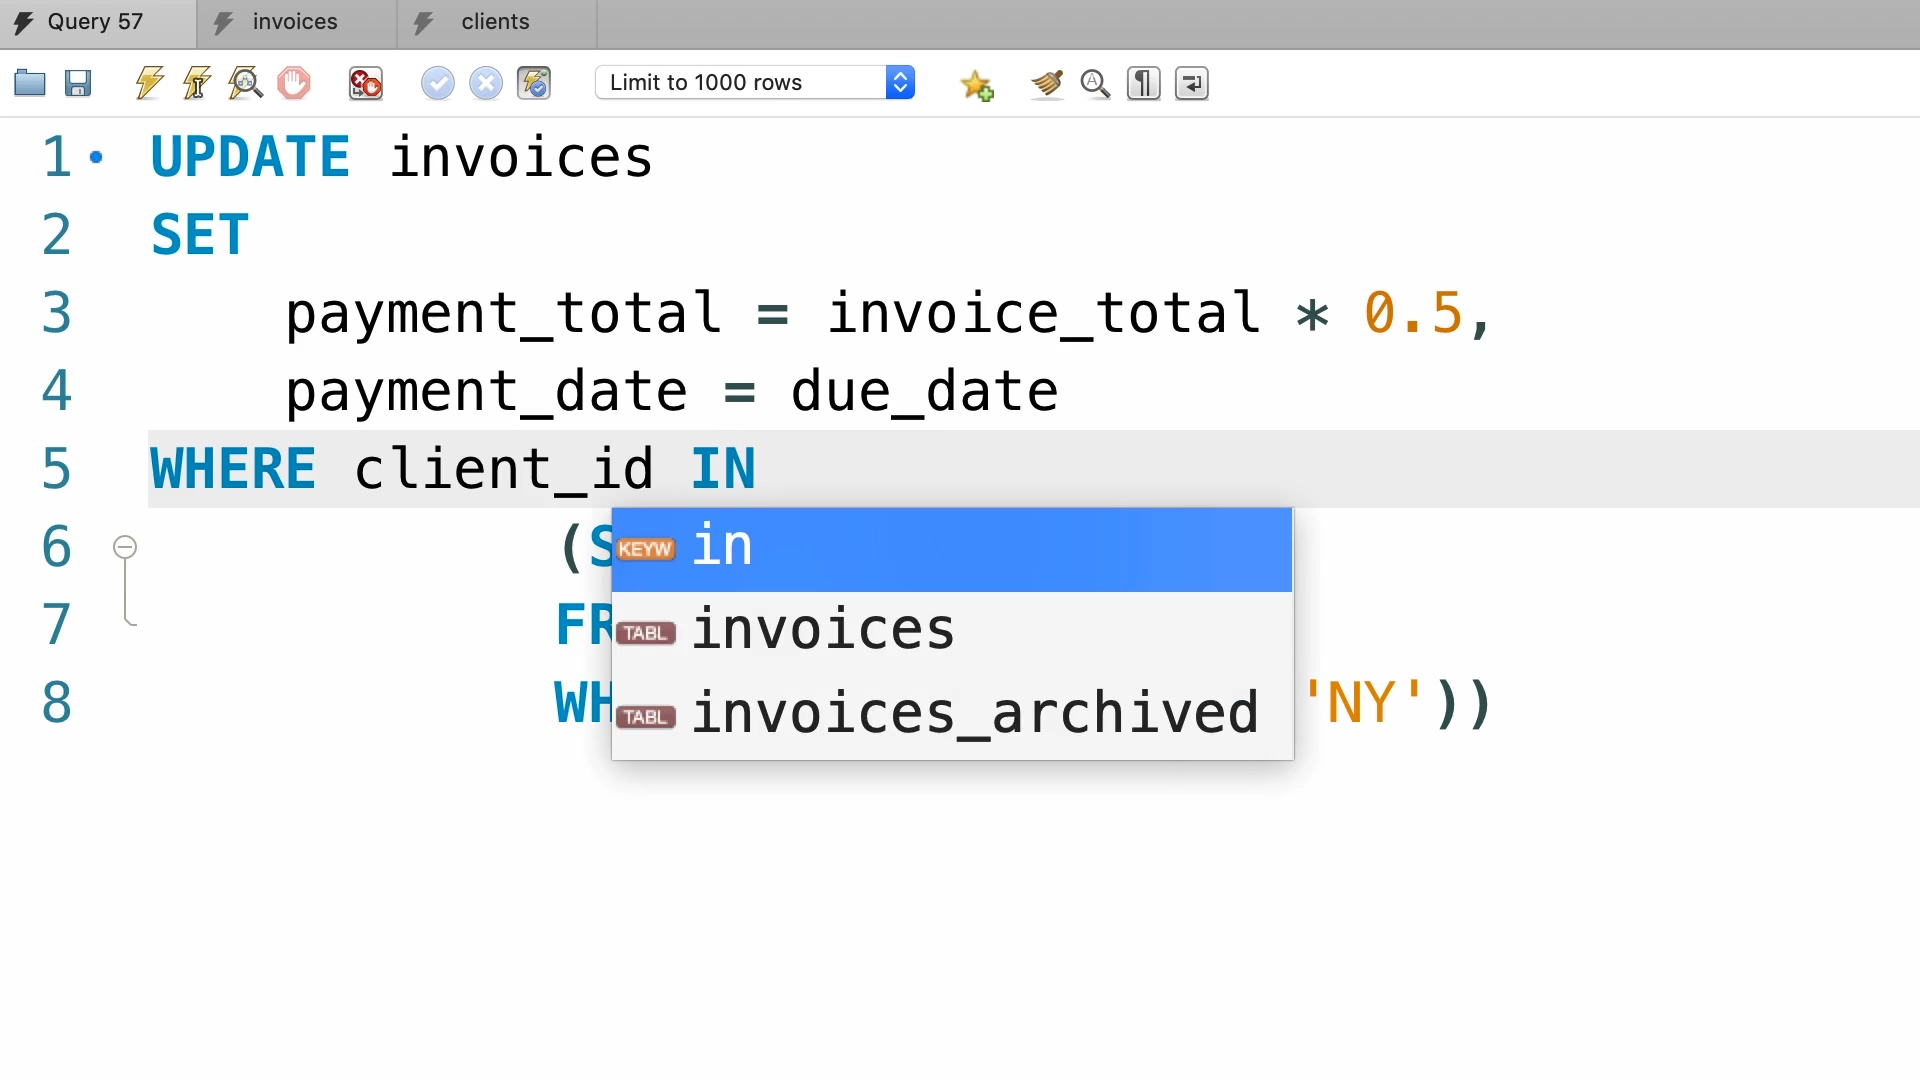 Query 57 invoices clients
Limit to 1000 rows
1 UPDATE invoices
2 SET
3 payment_total = invoice_total * 0.5,
4 payment_date = due_date
5 WHERE client_id IN
6 (S
KEYW in
7 FR
TABL invoices
8 WH 'NY'))
TABL invoices_archived